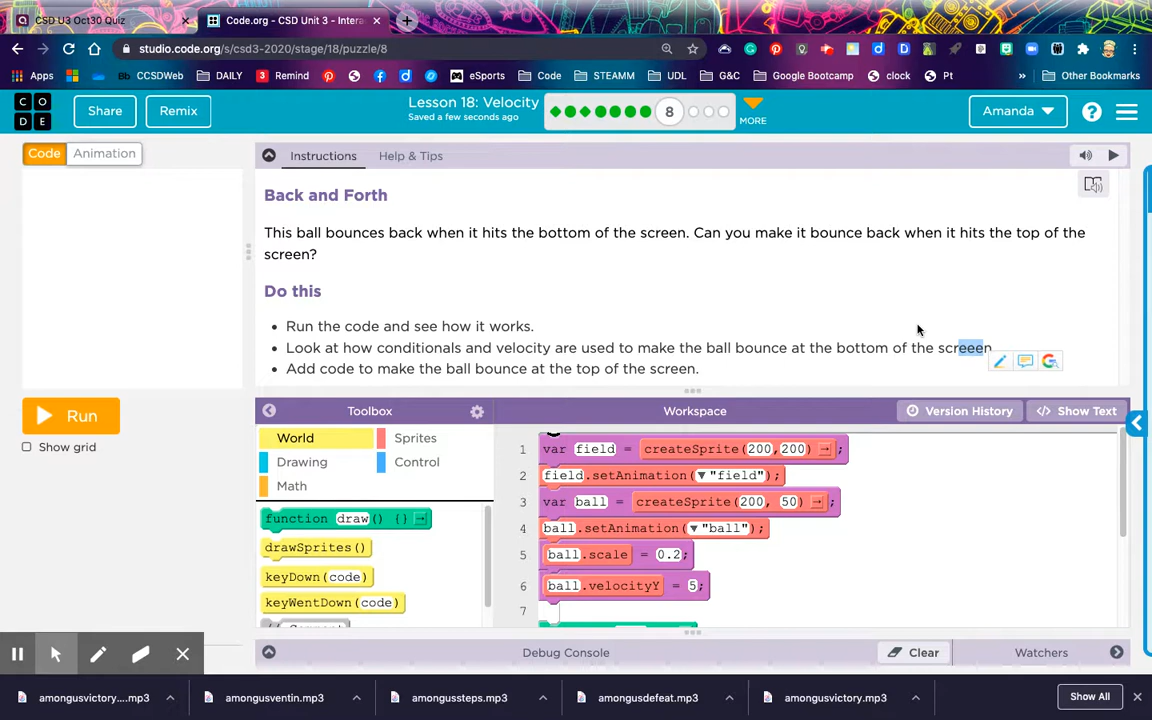 CSD U3 Oct30 Quiz
Code.org - CSD Unit 3 - Intera
studio.code.org/s/csd3-2020/stage/18/puzzle/8
Apps
CCSDWeb
DAILY
Remind
eSports
Code
STEAMM
UDL
G&C
Google Bootcamp
clock
Pt
Other Bookmarks
CODE
Share
Remix
Lesson 18: Velocity
Saved a few seconds ago
8
MORE
Amanda
Code
Animation
Instructions
Help & Tips
Back and Forth
This ball bounces back when it hits the bottom of the screen. Can you make it bounce back when it hits the top of the
screen?
Do this
Run the code and see how it works.
Look at how conditionals and velocity are used to make the ball bounce at the bottom of the screeen
Add code to make the ball bounce at the top of the screen.
Run
Show grid
Toolbox
World
Sprites
Drawing
Control
Math
function draw() {}
drawSprites()
keyDown(code)
keyWentDown(code)
Workspace
Version History
Show Text
1 var field = createSprite(200,200);
2 field.setAnimation("field");
3 var ball = createSprite(200, 50);
4 ball.setAnimation("ball");
5 ball.scale = 0.2;
6 ball.velocityY = 5;
7
Debug Console
Clear
Watchers
amongusvictory....mp3
amongusventin.mp3
amongussteps.mp3
amongusdefeat.mp3
amongusvictory.mp3
Show All